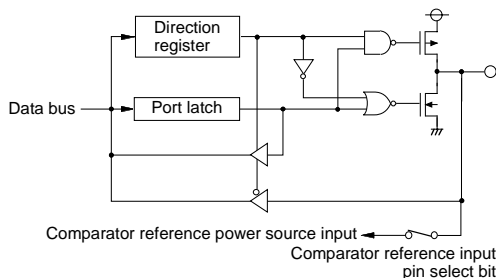 Direction
register
Data bus
Port latch
Comparator reference power source input
Comparator reference input
pin select bit